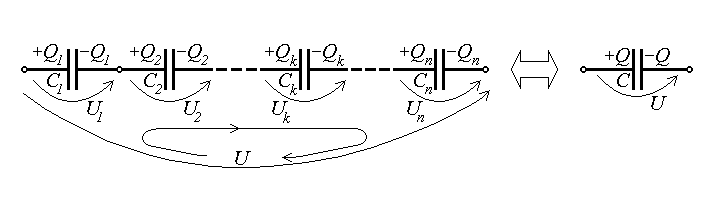 +Q₁ −Q₁ +Q₂ −Q₂ +Qₖ −Qₖ +Qₙ −Qₙ +Q −Q
C₁ C₂ Cₖ Cₙ C
U₁ U₂ Uₖ Uₙ U
U